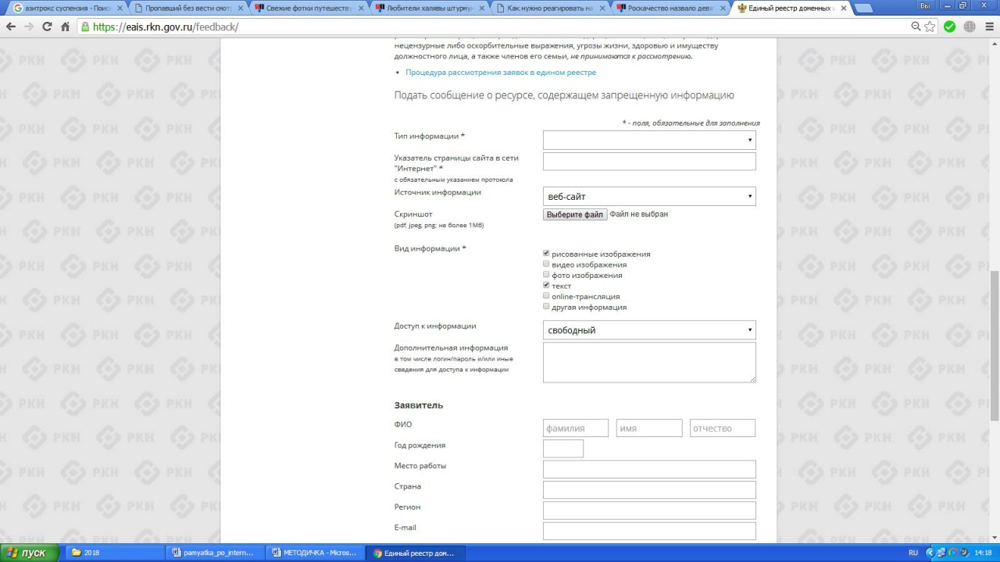 азитрокс суспензия - Поис
Пропавший без вести скотр
Свежие фотки путешеству
Любители халявы штурную
Как нужно реагировать на
Роскачество назвало девя
Единый реестр доменных и
Вы
https://eais.rkn.gov.ru/feedback/
нецензурные либо оскорбительные выражения, угрозы жизни, здоровью и имуществу
должностного лица, а также членов его семьи, не принимаются к рассмотрению.
• Процедура рассмотрения заявок в едином реестре
Подать сообщение о ресурсе, содержащем запрещенную информацию
* - поля, обязательные для заполнения
Тип информации *
Указатель страницы сайта в сети
"Интернет" *
с обязательным указанием протокола
Источник информации
веб-сайт
Скриншот
(pdf, jpeg, png; не более 1Мб)
Выберите файл Файл не выбран
Вид информации *
рисованные изображения
видео изображения
фото изображения
текст
online-трансляция
другая информация
Доступ к информации
свободный
Дополнительная информация
в том числе логин/пароль и/или иные
сведения для доступа к информации
Заявитель
ФИО
фамилия
имя
отчество
Год рождения
Место работы
Страна
Регион
E-mail
РКН
пуск
2018
pamyatka_po_intern...
МЕТОДИЧКА - Micros...
Единый реестр дом...
RU
14:18